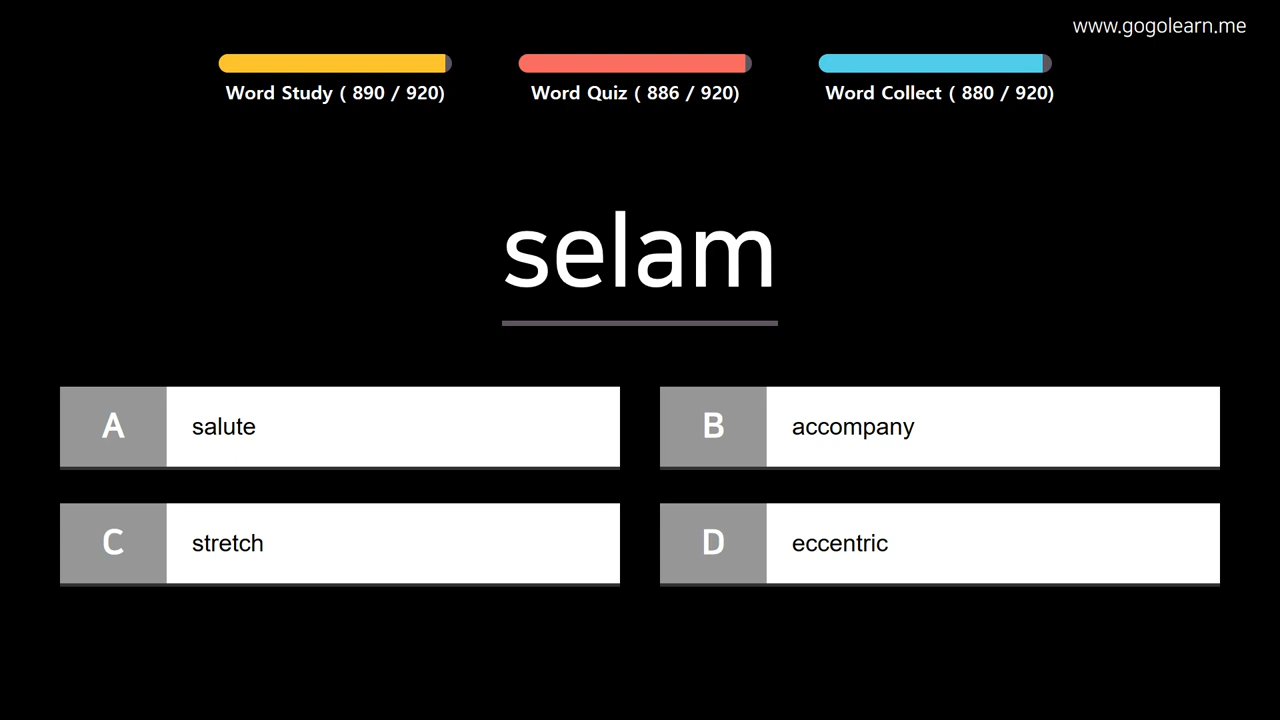 www.gogolearn.me
Word Study ( 890 / 920)
Word Quiz ( 886 / 920)
Word Collect ( 880 / 920)
selam
A
salute
B
accompany
C
stretch
D
eccentric